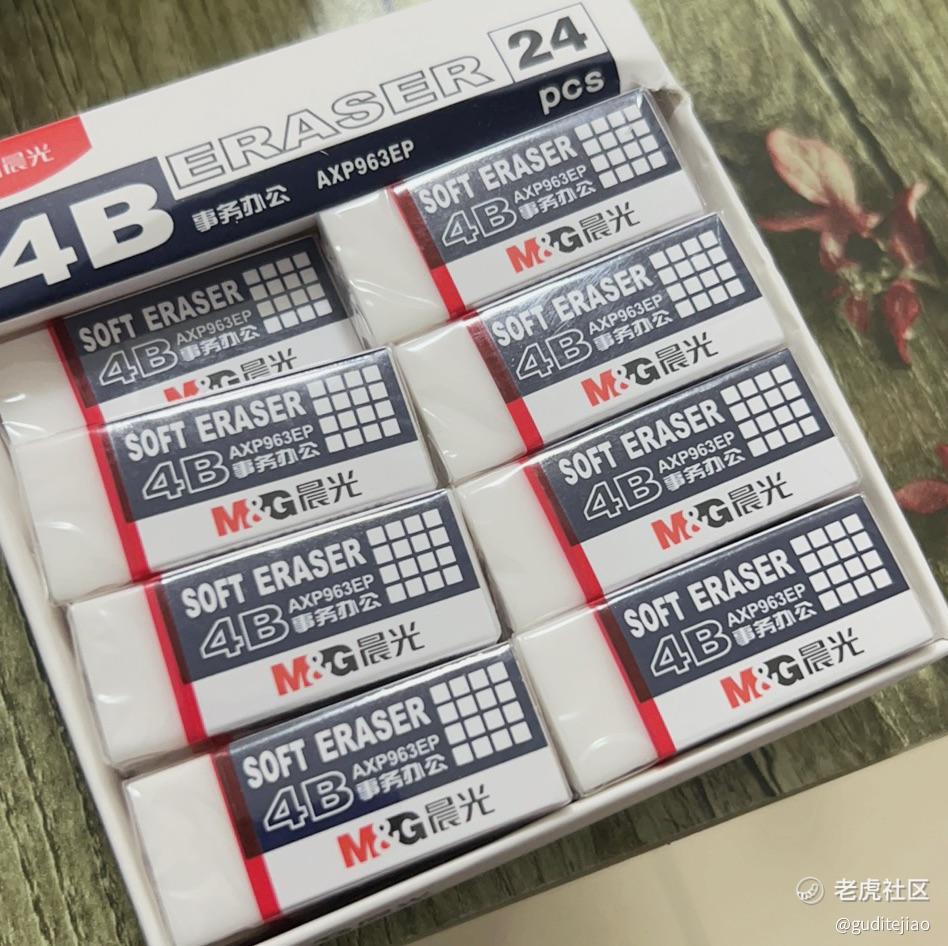 晨光
ERASER
24
pcs
4B
事务办公
AXP963EP
SOFT ERASER
4B
AXP963EP
事务办公
M&G晨光
SOFT ERASER
4B
AXP963EP
事务办公
M&G晨光
SOFT ERASER
4B
AXP963EP
事务办公
M&G晨光
SOFT ERASER
4B
AXP963EP
事务办公
M&G晨光
SOFT ERASER
4B
AXP963EP
事务办公
M&G晨光
SOFT ERASER
4B
AXP963EP
事务办公
M&G晨光
SOFT ERASER
4B
AXP963EP
事务办公
M&G晨光
SOFT ERASER
4B
AXP963EP
事务办公
M&G晨光
老虎社区
@guditejiao